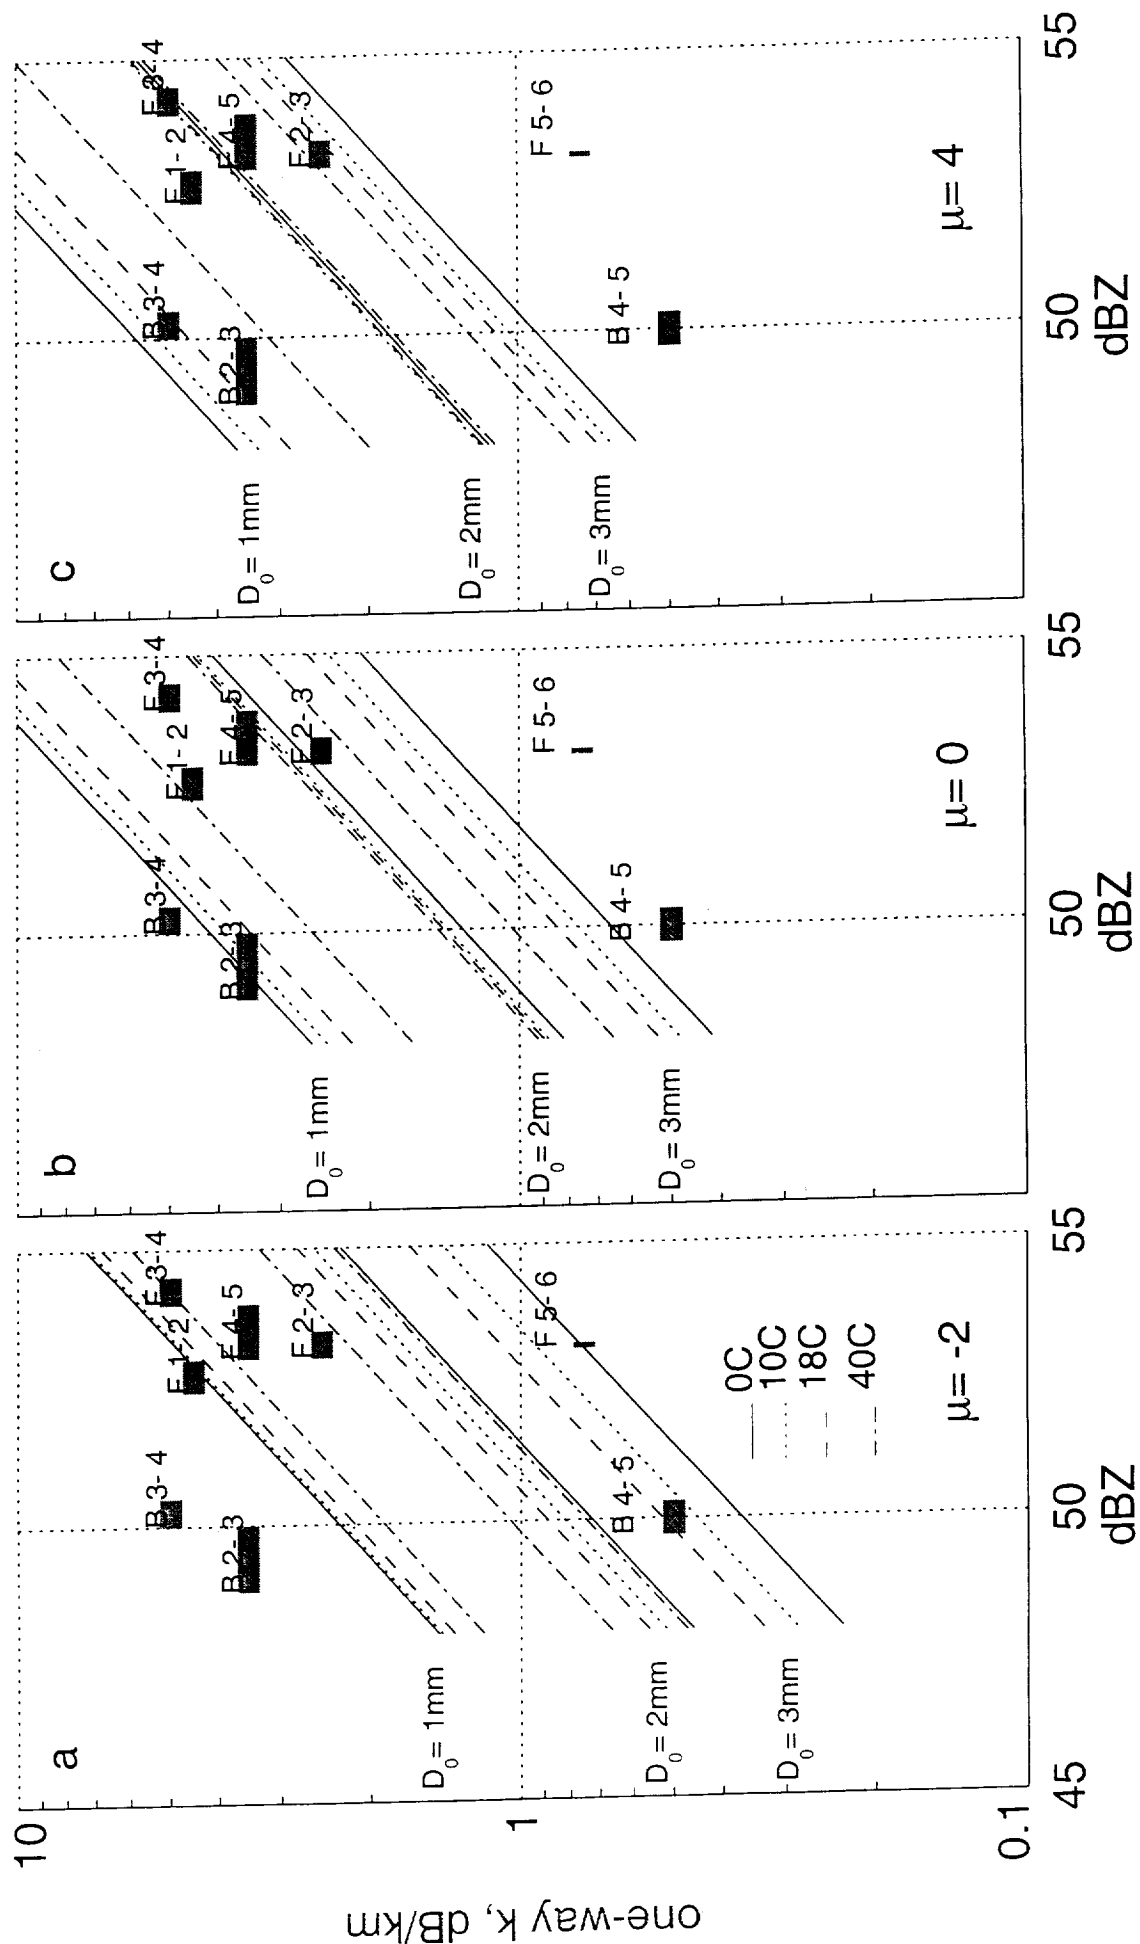 one-way k, dB/km
10
1
0.1
a
F 3-4
F 1-2
B 3-4
F 4-5
B 2-3
F 2-3
D0= 1mm
F 5-6
B 4-5
D0= 2mm
D0= 3mm
0C
10C
18C
40C
μ= -2
45
50
55
dBZ
b
F 3-4
F 1-2
B 3-4
F 4-5
B 2-3
F 2-3
D0= 1mm
F 5-6
D0= 2mm
B 4-5
D0= 3mm
μ= 0
50
55
dBZ
c
F 3-4
F 1-2
B 3-4
F 4-5
B 2-3
D0= 1mm
F 2-3
D0= 2mm
F 5-6
D0= 3mm
B 4-5
μ= 4
50
55
dBZ